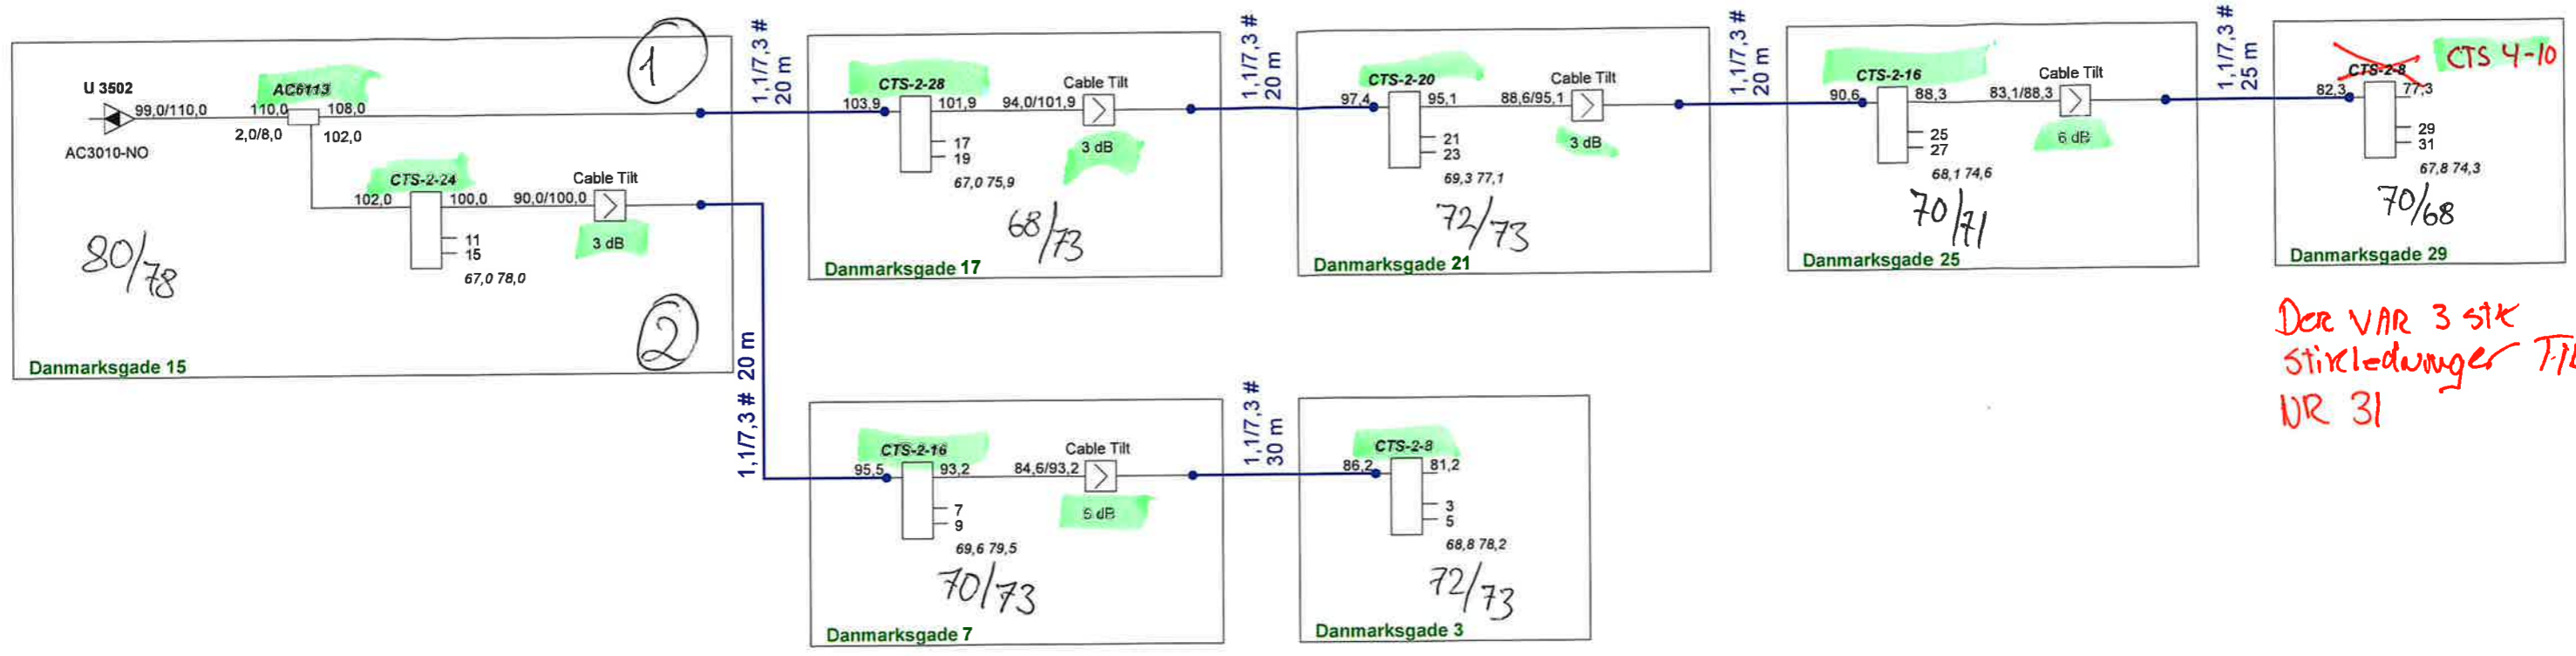 U 3502
99,0/110,0
AC3010-NO
AC6113
110,0
108,0
2,0/8,0
102,0
1
CTS-2-24
102,0
100,0
90,0/100,0
Cable Tilt
3 dB
11
15
67,0 78,0
80/78
2
Danmarksgade 15
1,1/7,3 #
20 m
CTS-2-28
103,9
101,9
94,0/101,9
Cable Tilt
3 dB
17
19
67,0 75,9
68/73
Danmarksgade 17
1,1/7,3 #
20 m
CTS-2-20
97,4
95,1
88,6/95,1
Cable Tilt
3 dB
21
23
69,3 77,1
72/73
Danmarksgade 21
1,1/7,3 #
20 m
CTS-2-16
90,6
88,3
83,1/88,3
Cable Tilt
6 dB
25
27
68,1 74,6
70/71
Danmarksgade 25
1,1/7,3 #
25 m
CTS-2-8
CTS 4-10
82,3
77,3
29
31
67,8 74,3
70/68
Danmarksgade 29
Der VAR 3 stk
stikledninger
NR 31
1,1/7,3 # 20 m
CTS-2-16
95,5
93,2
84,6/93,2
Cable Tilt
7
9
69,6 79,5
70/73
Danmarksgade 7
1,1/7,3 #
30 m
CTS-2-8
86,2
81,2
3
5
68,8 78,2
72/73
Danmarksgade 3